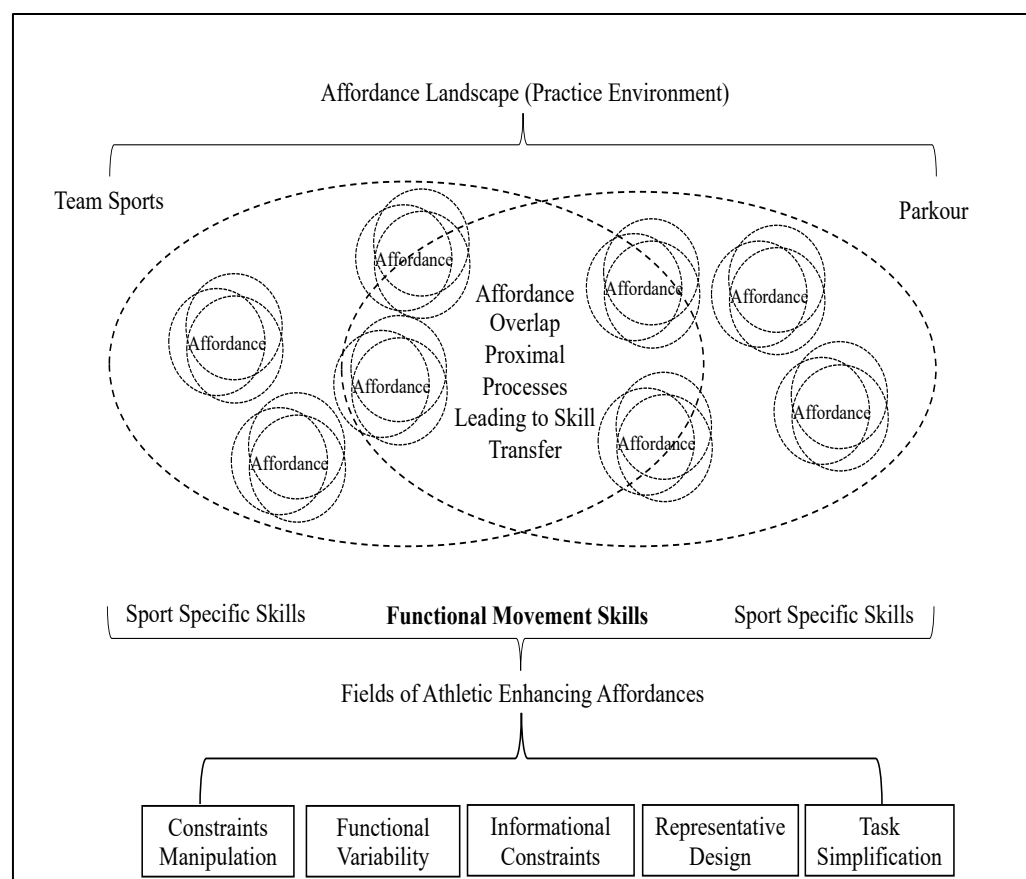 Affordance Landscape (Practice Environment)
Team Sports
Parkour
Affordance
Affordance
Affordance
Affordance
Affordance
Overlap
Proximal
Processes
Leading to Skill
Transfer
Affordance
Affordance
Affordance
Affordance
Sport Specific Skills
Functional Movement Skills
Sport Specific Skills
Fields of Athletic Enhancing Affordances
Constraints
Manipulation
Functional
Variability
Informational
Constraints
Representative
Design
Task
Simplification